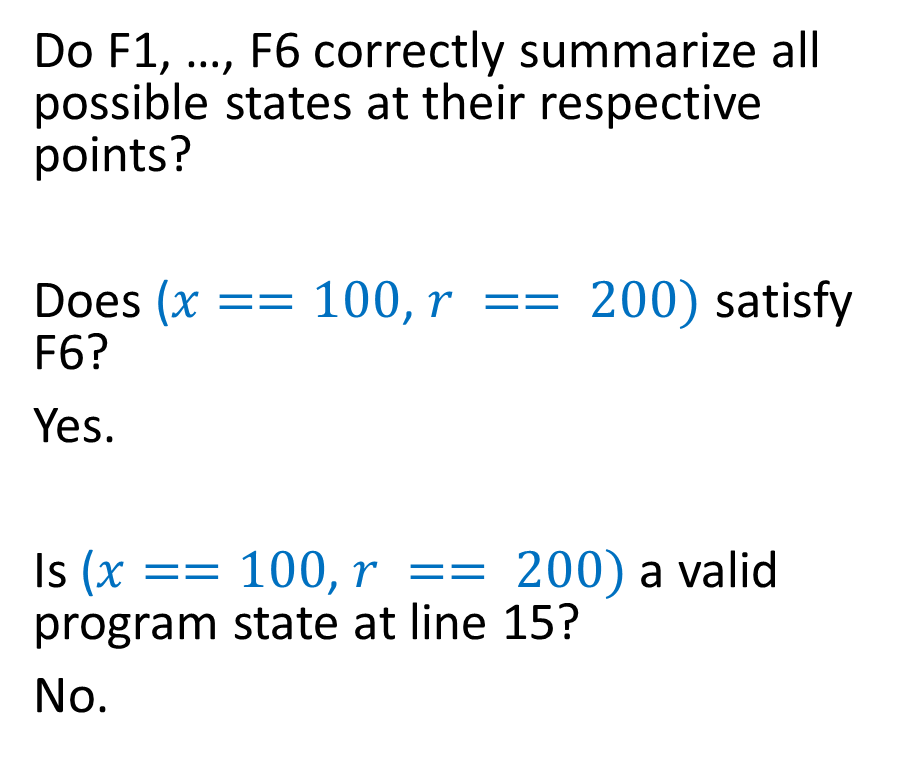 Do F1, ..., F6 correctly summarize all
possible states at their respective
points?
Does (x == 100, r == 200) satisfy
F6?
Yes.
Is (x == 100, r == 200) a valid
program state at line 15?
No.